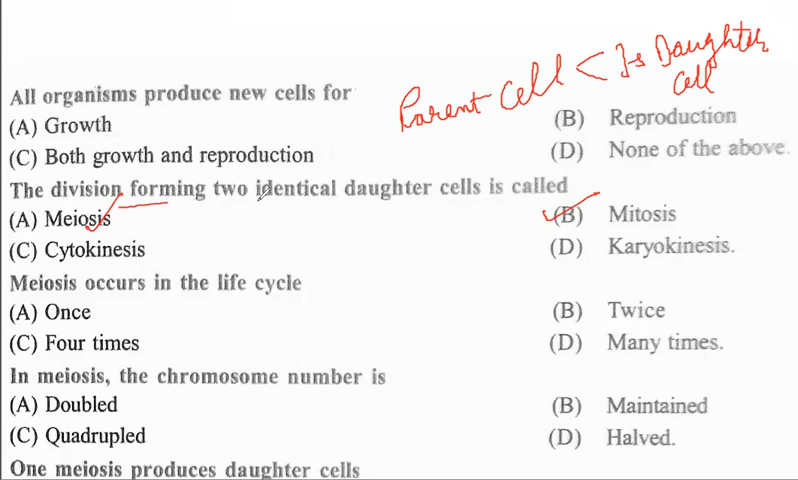 Parent Cell < Is Daughter
Cell
All organisms produce new cells for
(A) Growth (B) Reproduction
(C) Both growth and reproduction (D) None of the above.
The division forming two identical daughter cells is called
(A) Meiosis (B) Mitosis
(C) Cytokinesis (D) Karyokinesis.
Meiosis occurs in the life cycle
(A) Once (B) Twice
(C) Four times (D) Many times.
In meiosis, the chromosome number is
(A) Doubled (B) Maintained
(C) Quadrupled (D) Halved.
One meiosis produces daughter cells